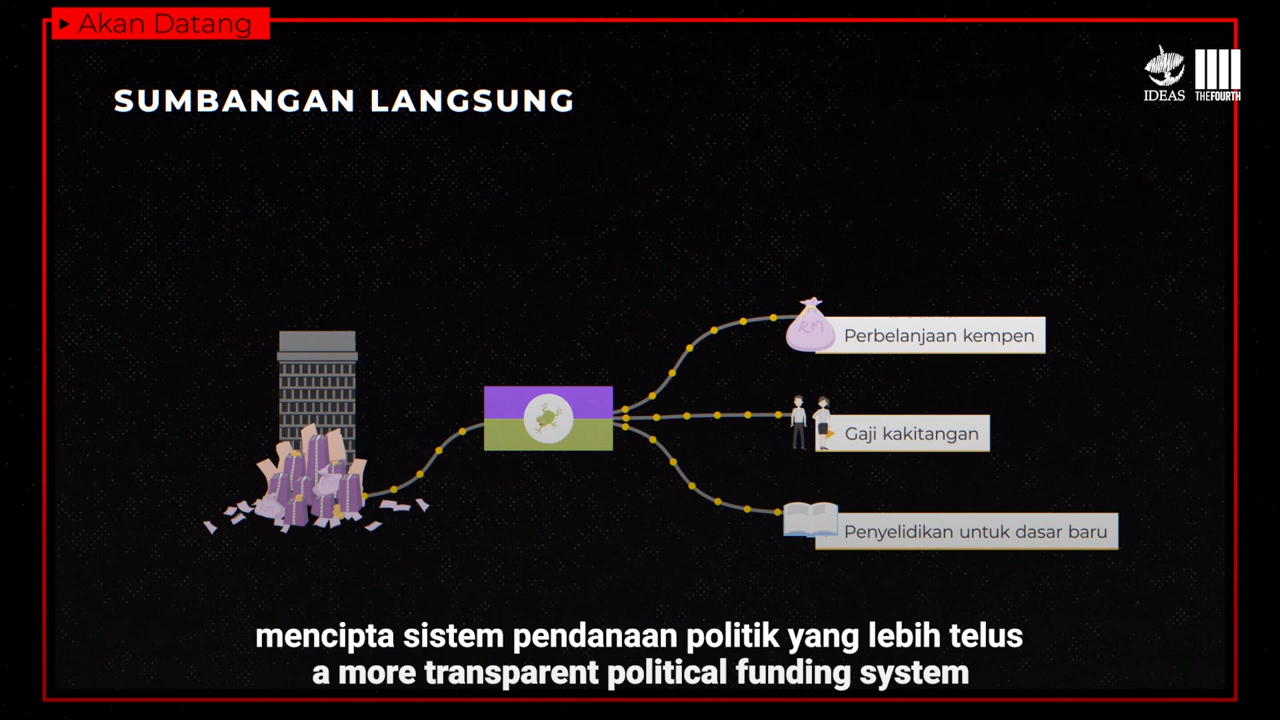 Akan Datang
IDEAS
THE FOURTH
SUMBANGAN LANGSUNG
RM
Perbelanjaan kempen
Gaji kakitangan
Penyelidikan untuk dasar baru
mencipta sistem pendanaan politik yang lebih telus
a more transparent political funding system